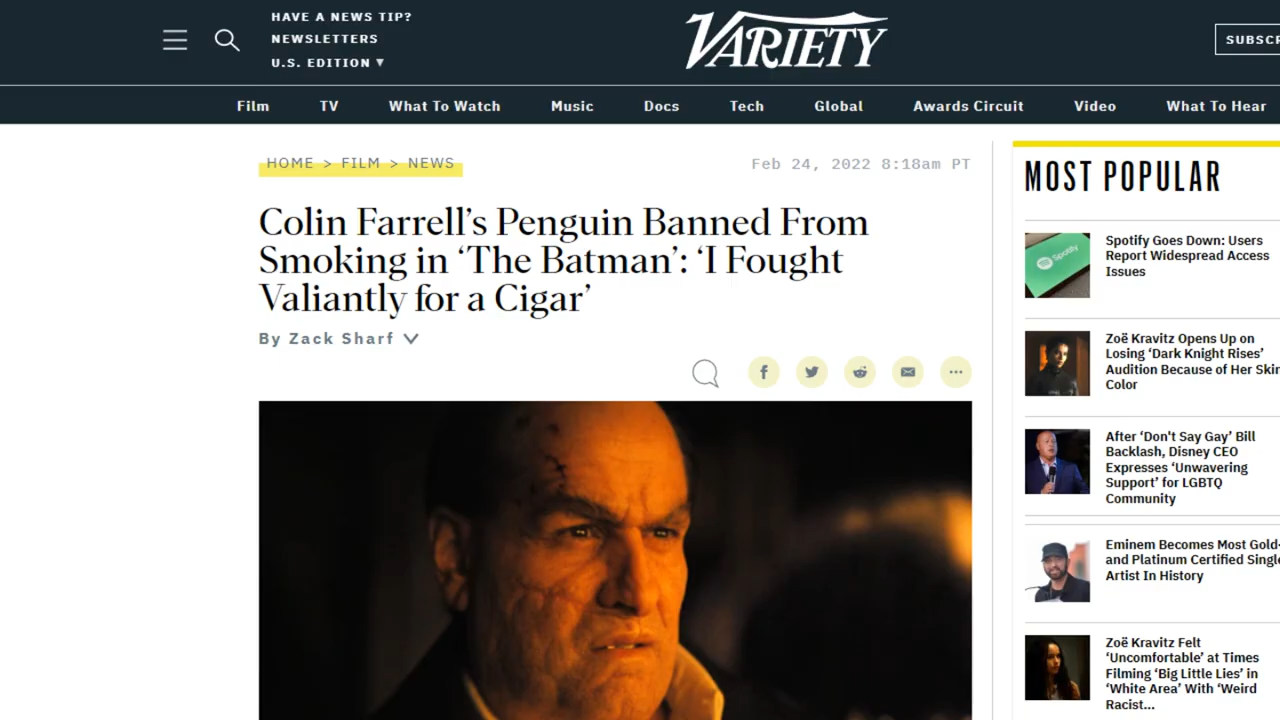 HAVE A NEWS TIP?
NEWSLETTERS
U.S. EDITION ▼
VARIETY
SUBSCR
Film TV What To Watch Music Docs Tech Global Awards Circuit Video What To Hear
HOME > FILM > NEWS
Feb 24, 2022 8:18am PT
Colin Farrell’s Penguin Banned From
Smoking in ‘The Batman’: ‘I Fought
Valiantly for a Cigar’
By Zack Sharf
MOST POPULAR
Spotify
Spotify Goes Down: Users
Report Widespread Access
Issues
Zoë Kravitz Opens Up on
Losing ‘Dark Knight Rises’
Audition Because of Her Skin
Color
After ‘Don't Say Gay’ Bill
Backlash, Disney CEO
Expresses ‘Unwavering
Support’ for LGBTQ
Community
Eminem Becomes Most Gold-
and Platinum Certified Single
Artist In History
Zoë Kravitz Felt
‘Uncomfortable’ at Times
Filming ‘Big Little Lies’ in
‘White Area’ With ‘Weird
Racist...